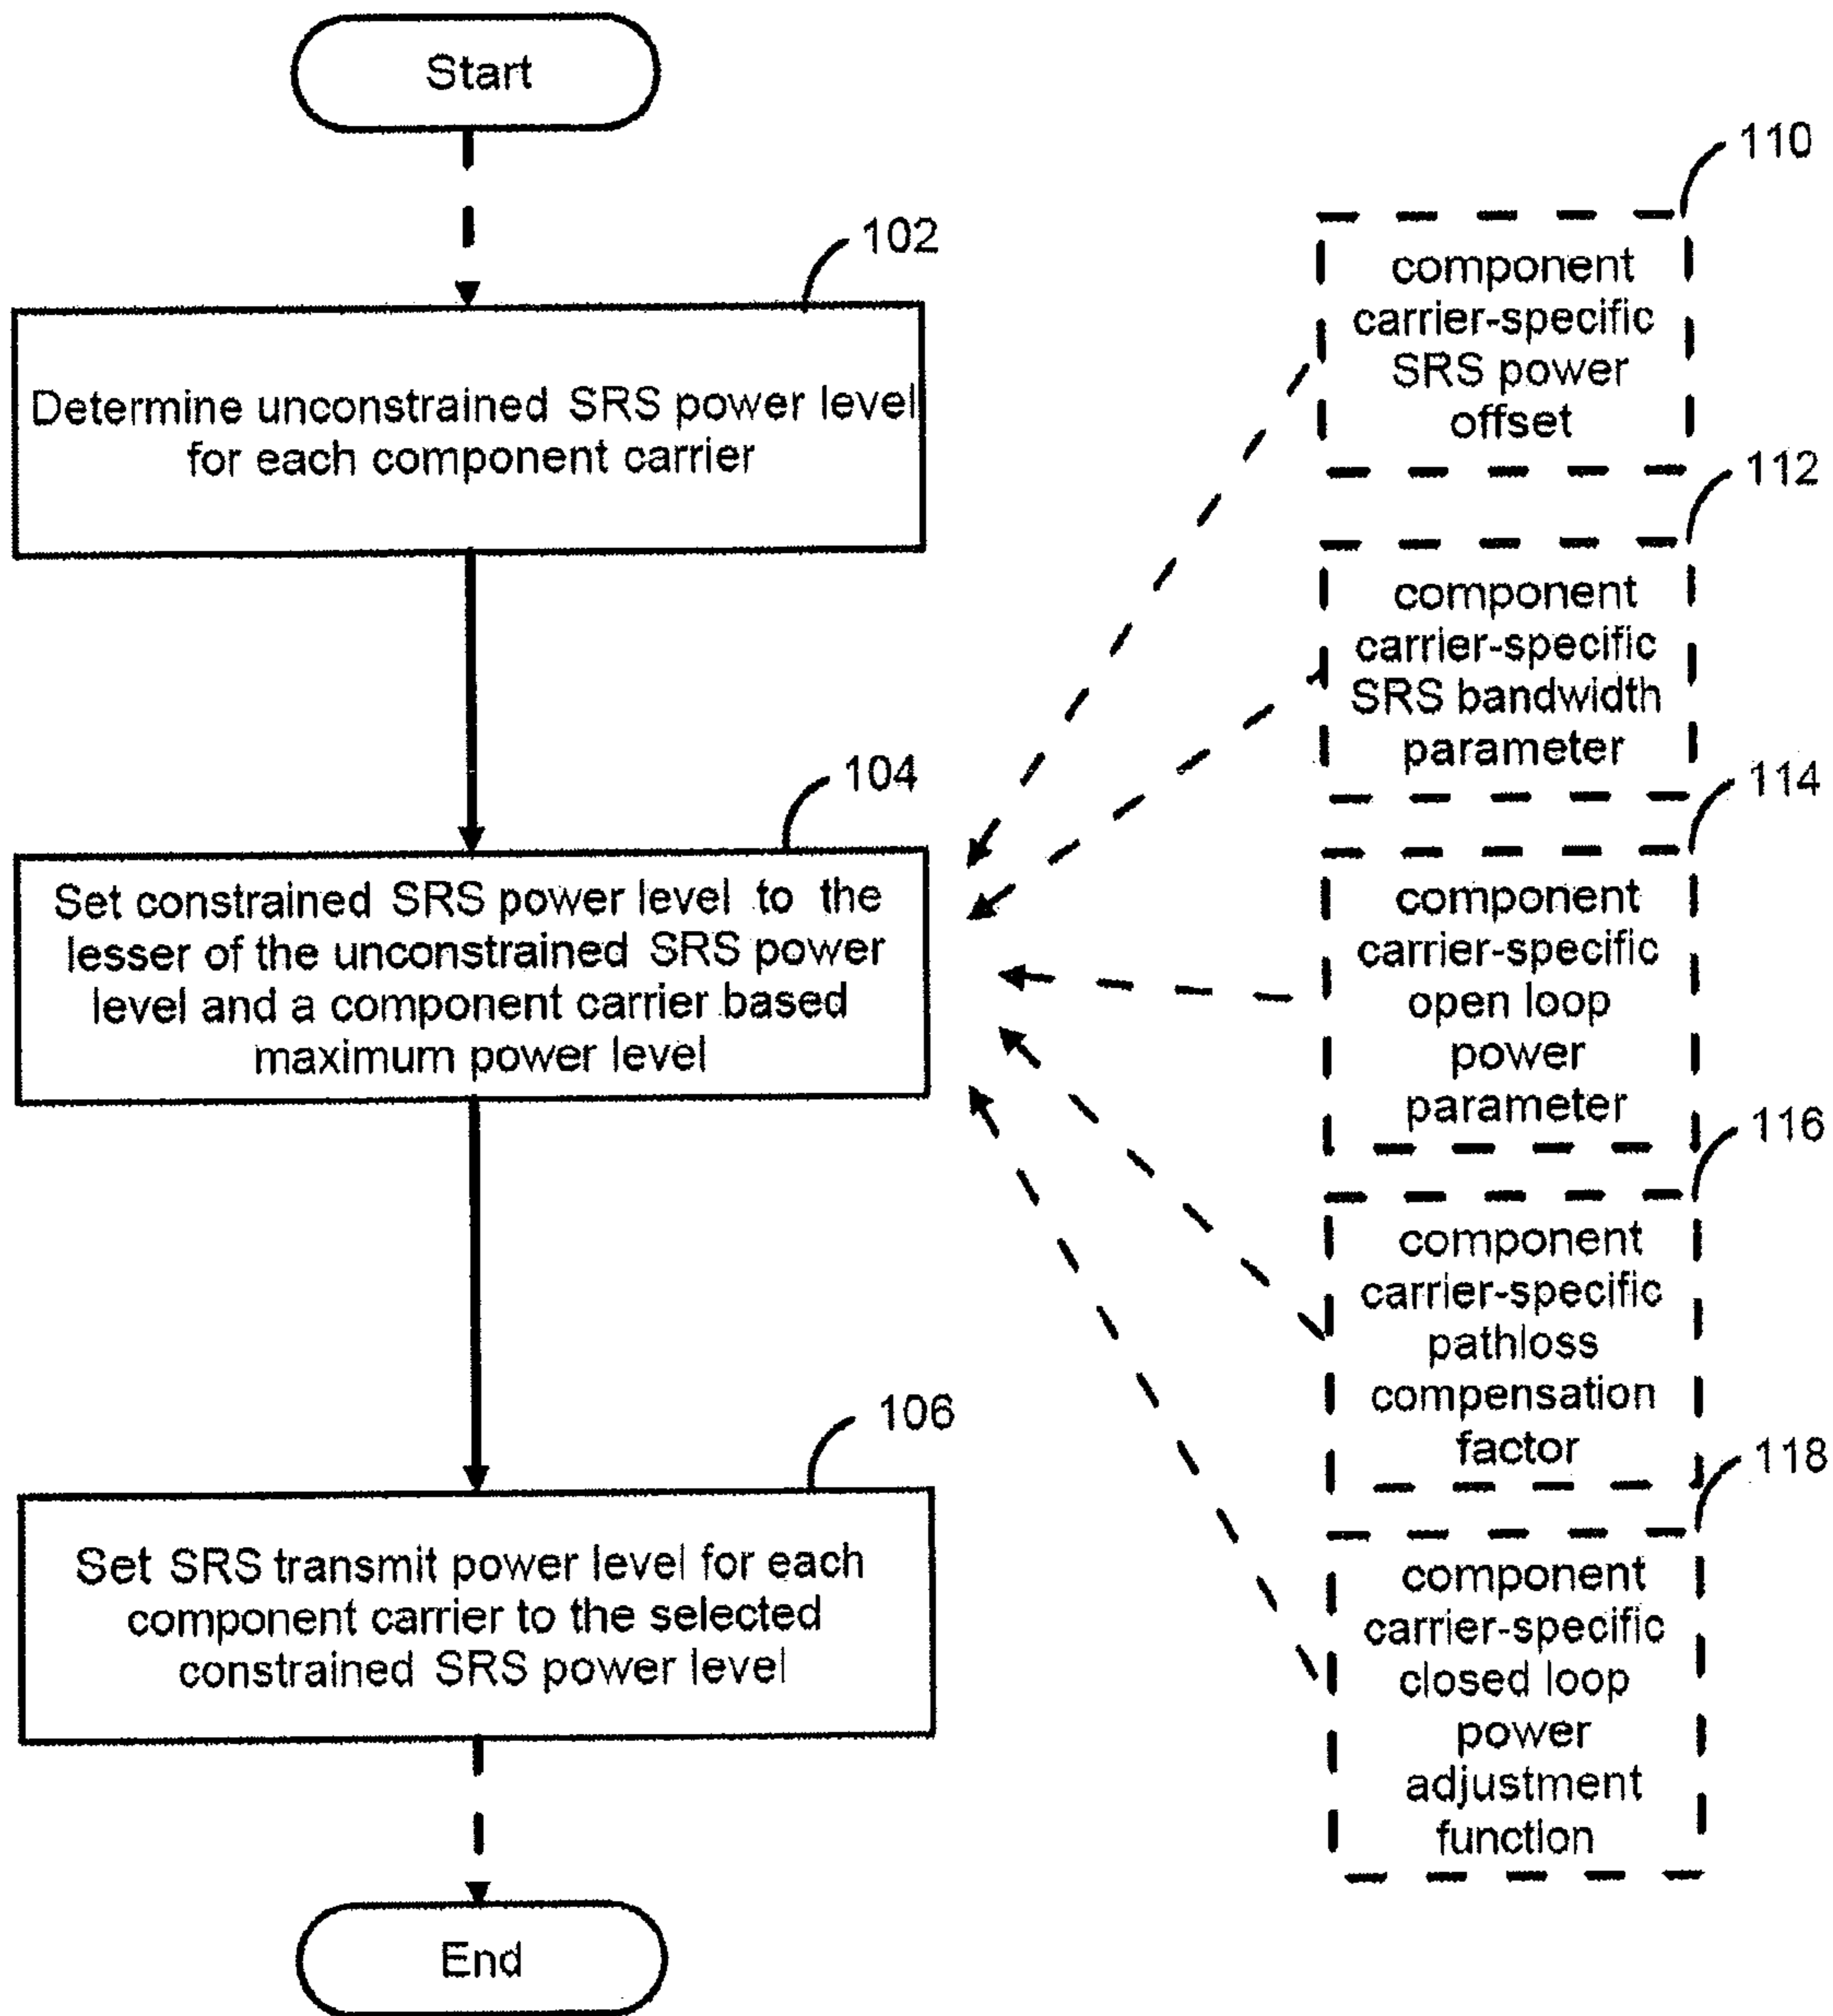 Start
102
Determine unconstrained SRS power level
for each component carrier
104
Set constrained SRS power level to the
lesser of the unconstrained SRS power
level and a component carrier based
maximum power level
106
Set SRS transmit power level for each
component carrier to the selected
constrained SRS power level
End
110
component
carrier-specific
SRS power
offset
112
component
carrier-specific
SRS bandwidth
parameter
114
component
carrier-specific
open loop
power
parameter
116
component
carrier-specific
pathloss
compensation
factor
118
component
carrier-specific
closed loop
power
adjustment
function